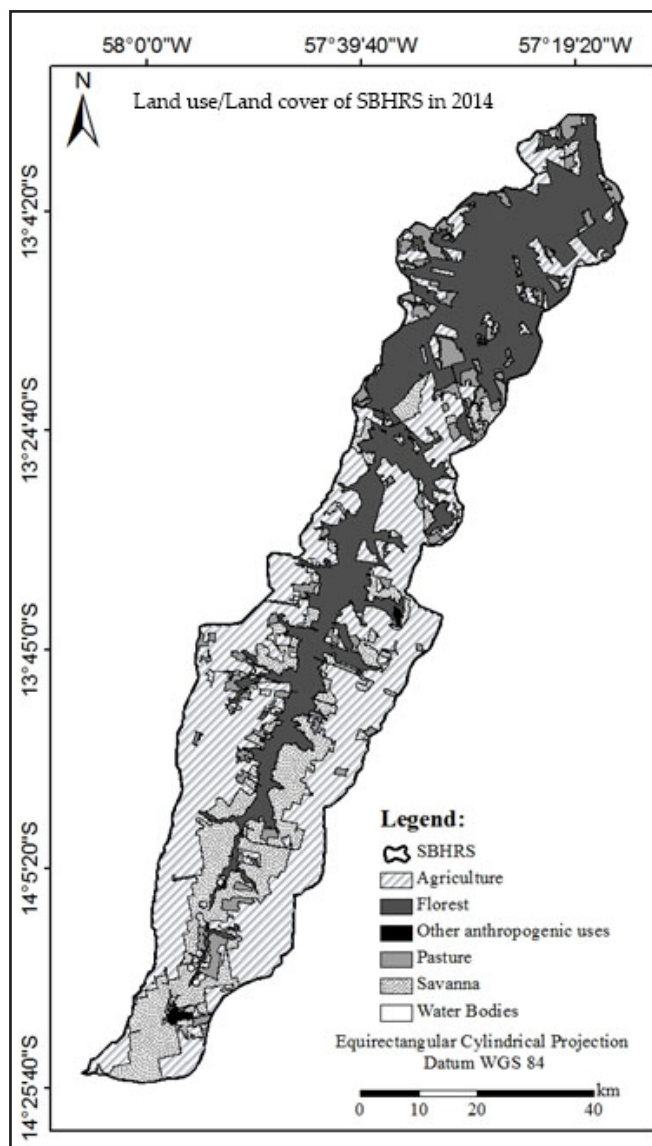 58°0'0"W 57°39'40"W 57°19'20"W
N
Land use/Land cover of SBHRS in 2014
13°4'20"S
13°24'40"S
13°45'0"S
14°5'20"S
14°25'40"S
Legend:
SBHRS
Agriculture
Florest
Other anthropogenic uses
Pasture
Savanna
Water Bodies
Equirectangular Cylindrical Projection
Datum WGS 84
km
0 10 20 40